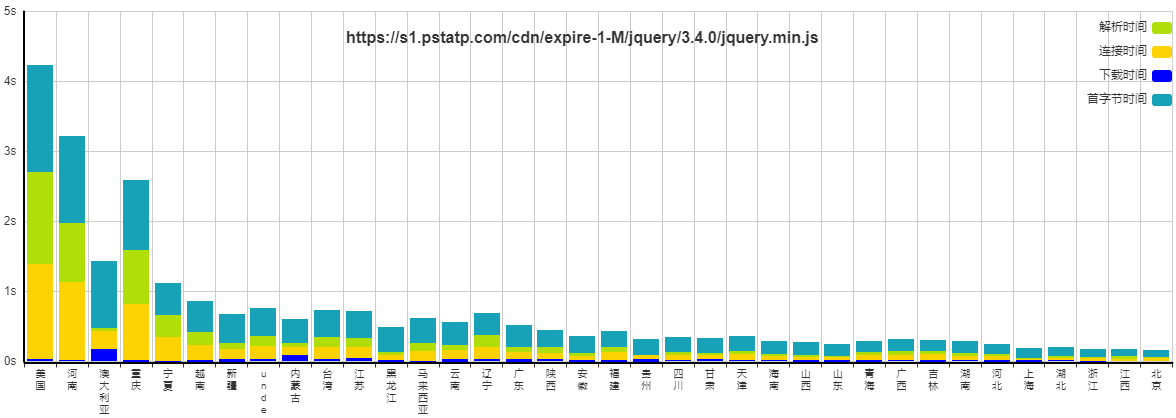 https://s1.pstatp.com/cdn/expire-1-M/jquery/3.4.0/jquery.min.js
解析时间
连接时间
下载时间
首字节时间
5s
4s
3s
2s
1s
0s
美国
河南
澳大利亚
重庆
宁夏
越南
新疆
unde
内蒙古
台湾
江苏
黑龙江
马来西亚
云南
辽宁
广东
陕西
安徽
福建
贵州
四川
甘肃
天津
海南
山西
山东
青海
广西
吉林
湖南
河北
上海
湖北
浙江
江西
北京